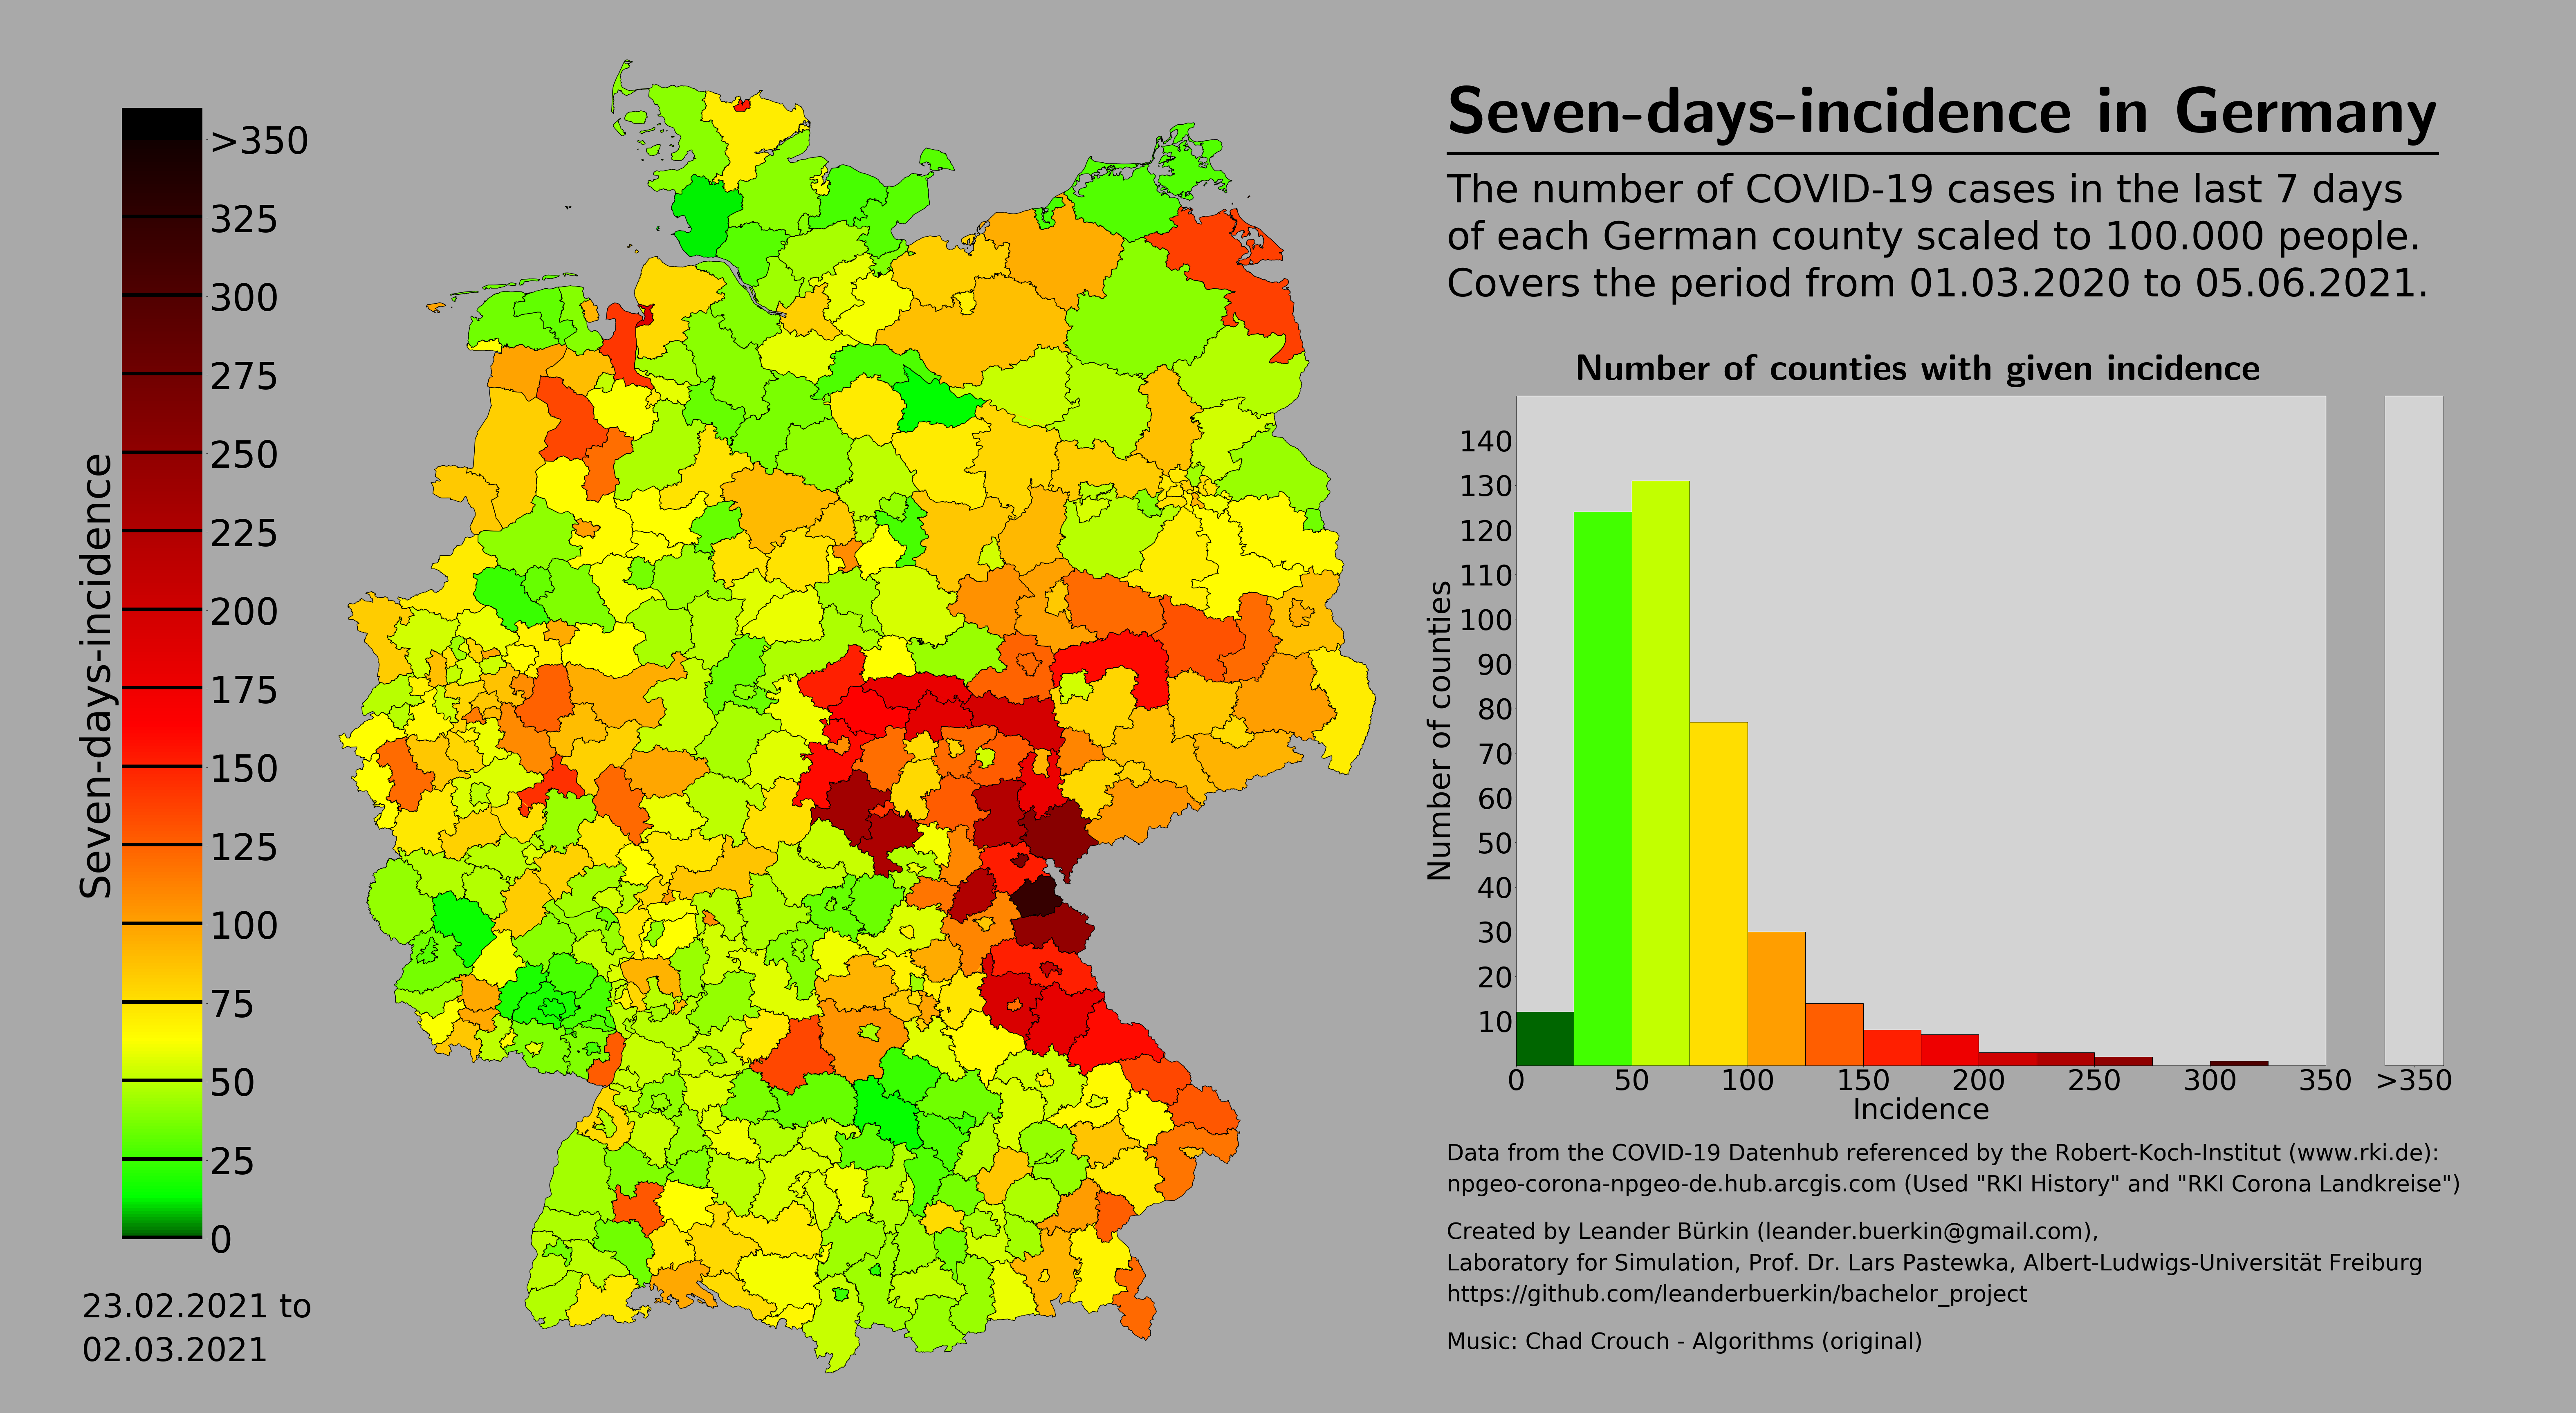 Seven-days-incidence in Germany
The number of COVID-19 cases in the last 7 days
of each German county scaled to 100.000 people.
Covers the period from 01.03.2020 to 05.06.2021.
Seven-days-incidence
>350
325
300
275
250
225
200
175
150
125
100
75
50
25
0
23.02.2021 to
02.03.2021
Number of counties with given incidence
Number of counties
140
130
120
110
100
90
80
70
60
50
40
30
20
10
0 50 100 150 200 250 300 350 >350
Incidence
Data from the COVID-19 Datenhub referenced by the Robert-Koch-Institut (www.rki.de):
npgeo-corona-npgeo-de.hub.arcgis.com (Used "RKI History" and "RKI Corona Landkreise")
Created by Leander Bürkin (leander.buerkin@gmail.com),
Laboratory for Simulation, Prof. Dr. Lars Pastewka, Albert-Ludwigs-Universität Freiburg
https://github.com/leanderbuerkin/bachelor_project
Music: Chad Crouch - Algorithms (original)